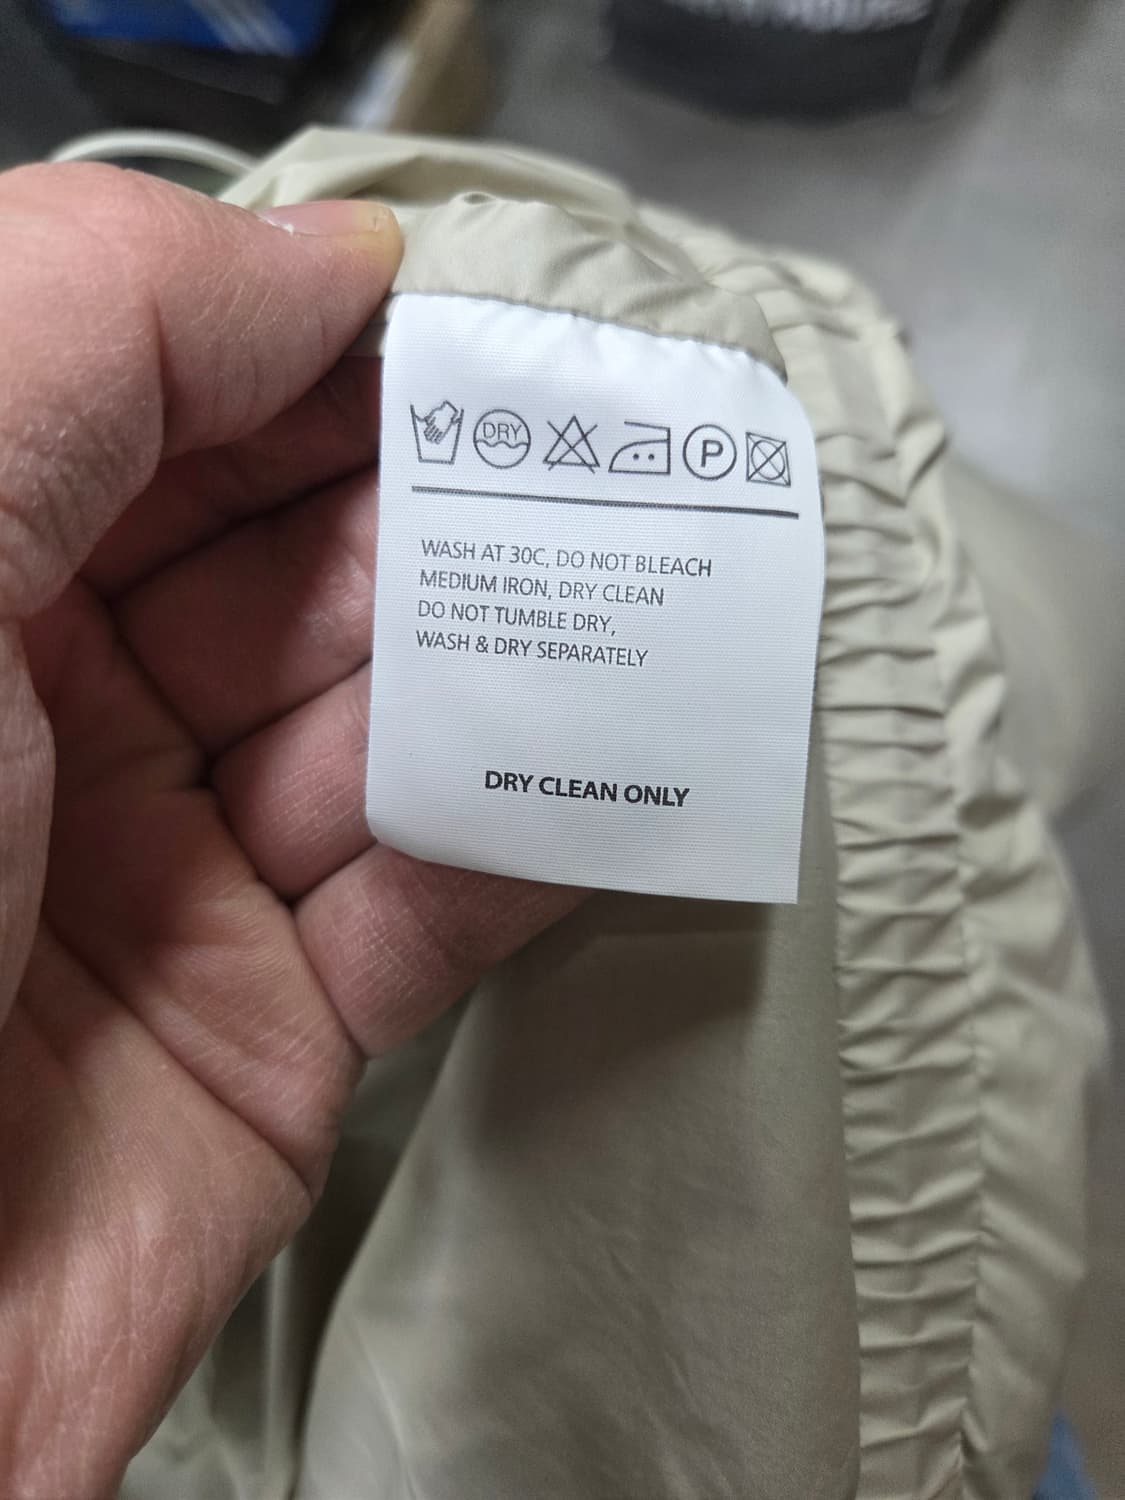 DRY
P
WASH AT 30C, DO NOT BLEACH
MEDIUM IRON, DRY CLEAN
DO NOT TUMBLE DRY,
WASH & DRY SEPARATELY
DRY CLEAN ONLY